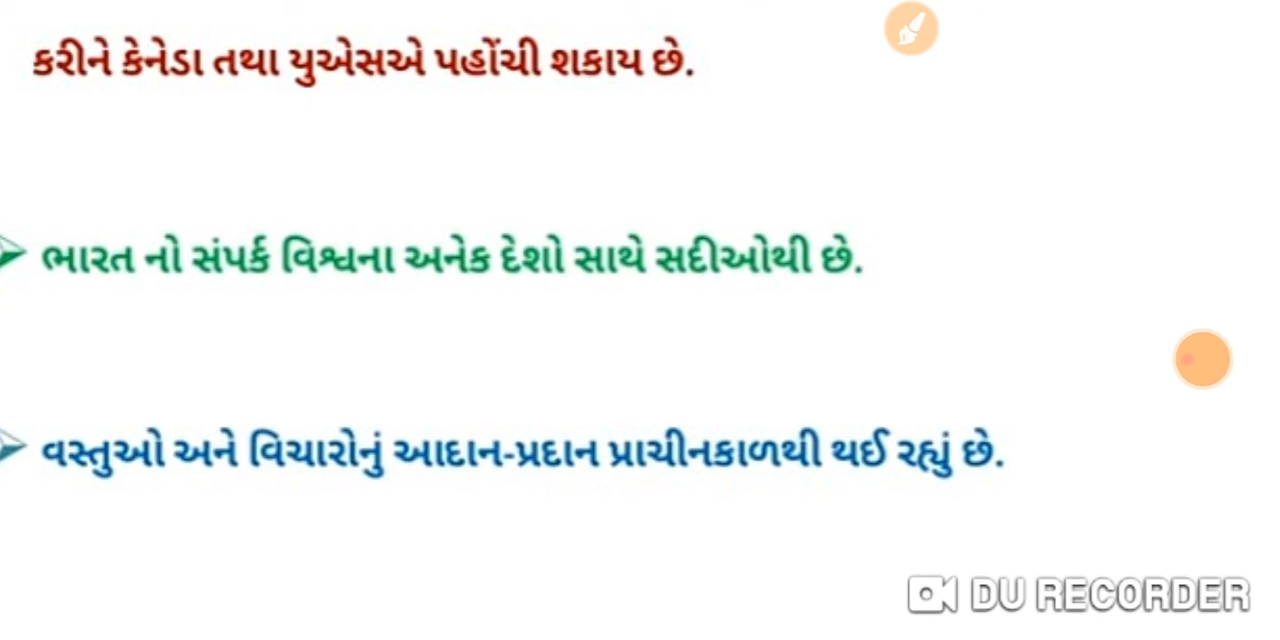 કરીને કેનેડા તથા યુએસએ પહોંચી શકાય છે.
ભારત નો સંપર્ક વિશ્વના અનેક દેશો સાથે સદીઓથી છે.
વસ્તુઓ અને વિચારોનું આદાન-પ્રદાન પ્રાચીનકાળથી થઈ રહ્યું છે.
DU RECORDER